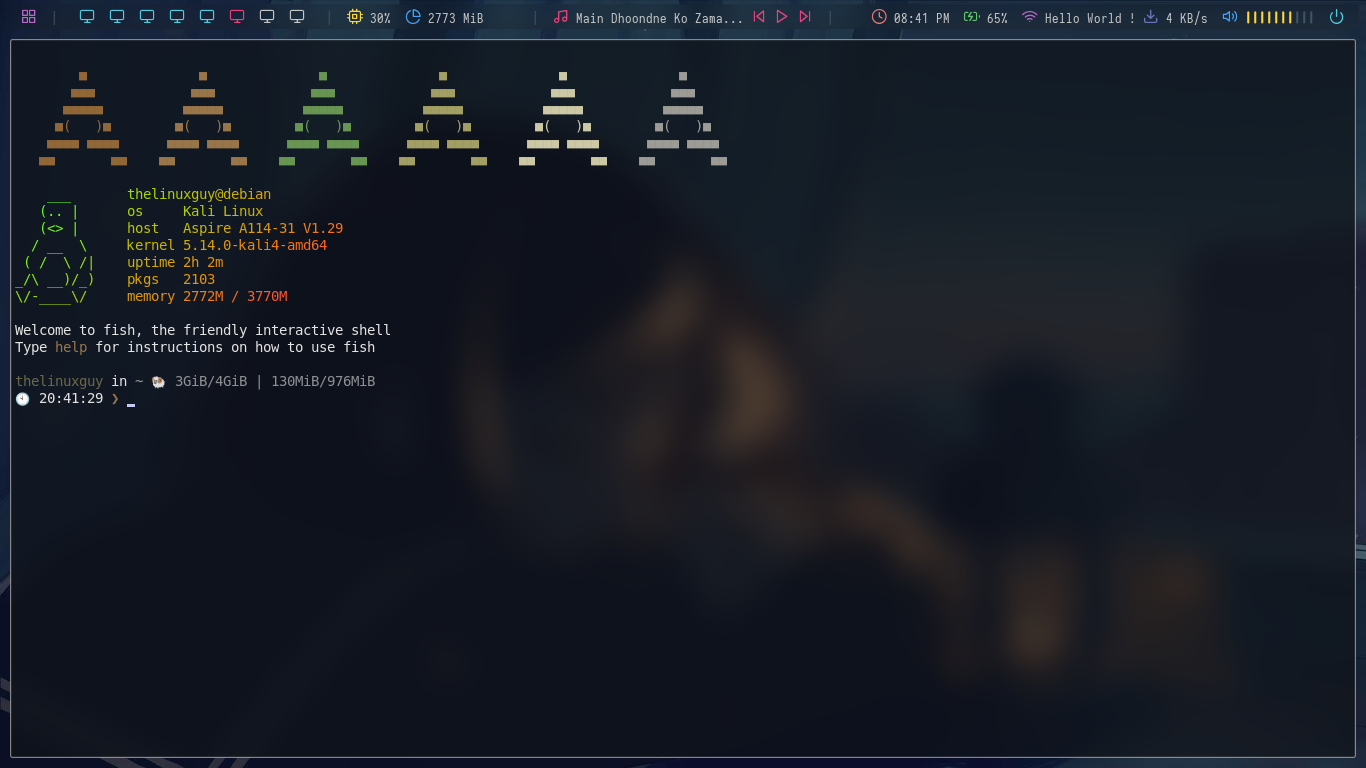 30% 2773 MiB Main Dhoondne Ko Zama... 08:41 PM 65% Hello World ! 4 KB/s
thelinuxguy@debian
os Kali Linux
host Aspire A114-31 V1.29
kernel 5.14.0-kali4-amd64
uptime 2h 2m
pkgs 2103
memory 2772M / 3770M
Welcome to fish, the friendly interactive shell
Type help for instructions on how to use fish
thelinuxguy in ~ 🐏 3GiB/4GiB | 130MiB/976MiB
🕙 20:41:29 ❯